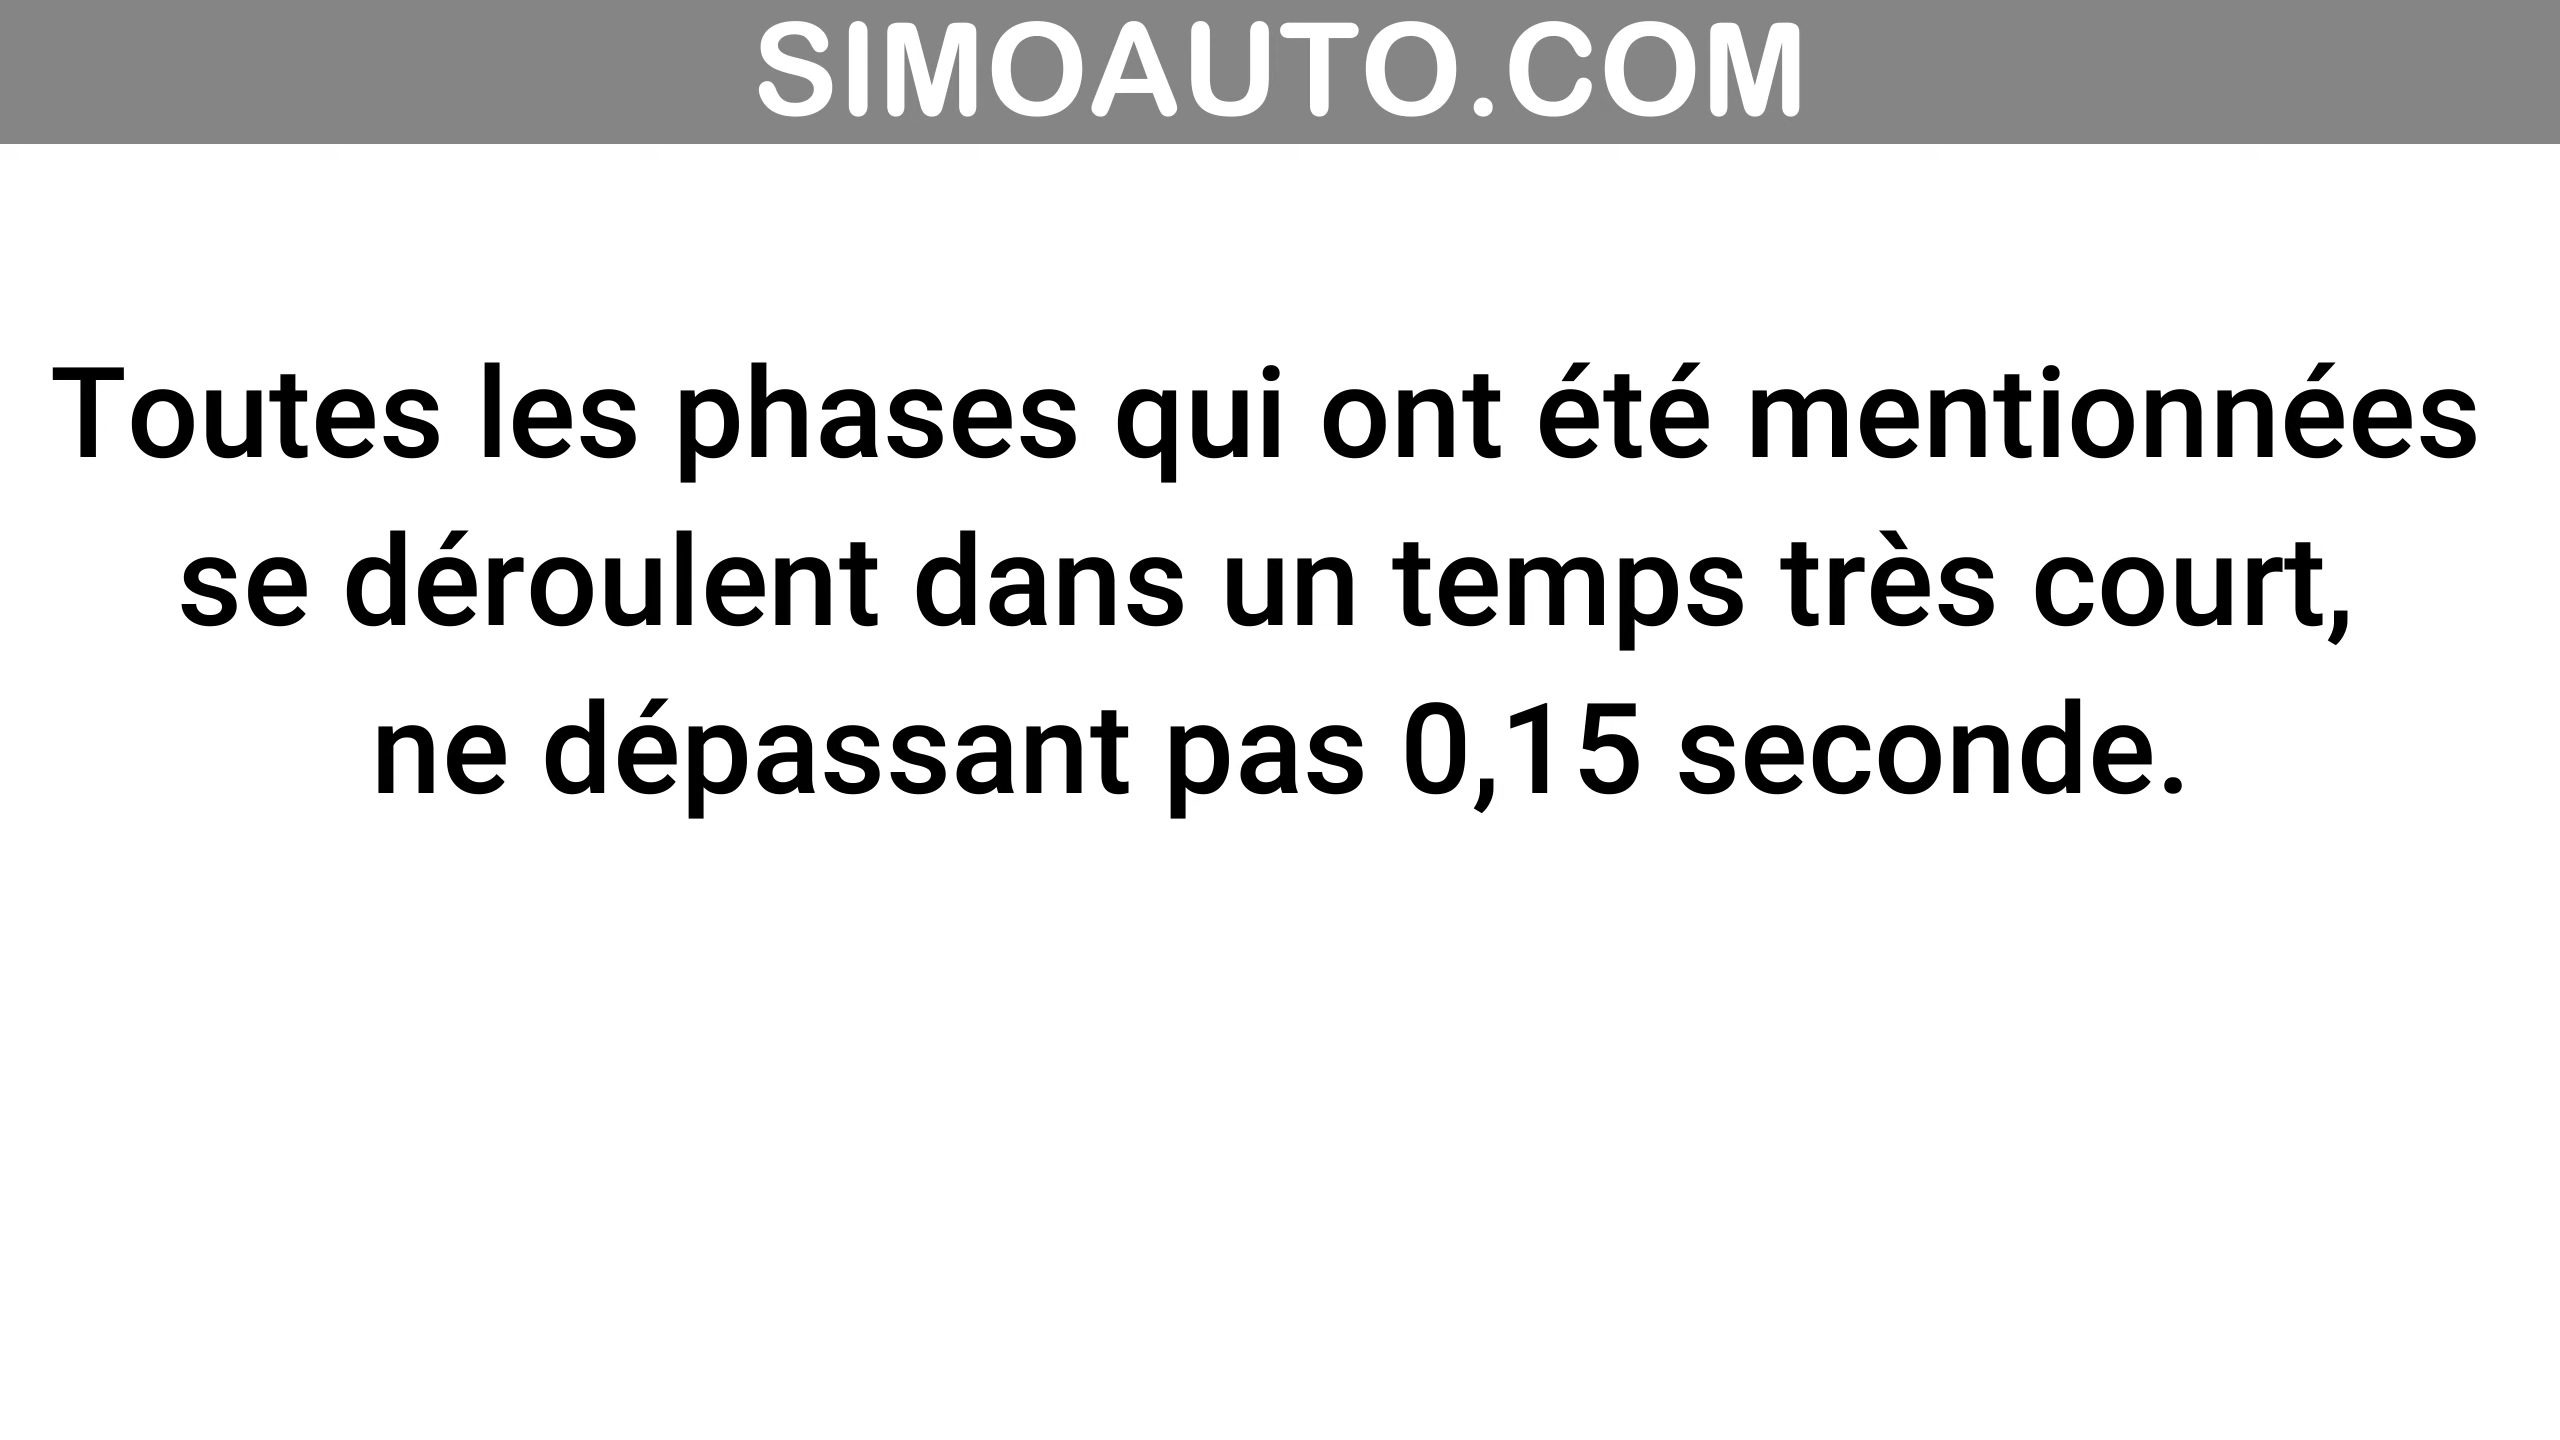 SIMOAUTO.COM
Toutes les phases qui ont été mentionnées
se déroulent dans un temps très court,
ne dépassant pas 0,15 seconde.